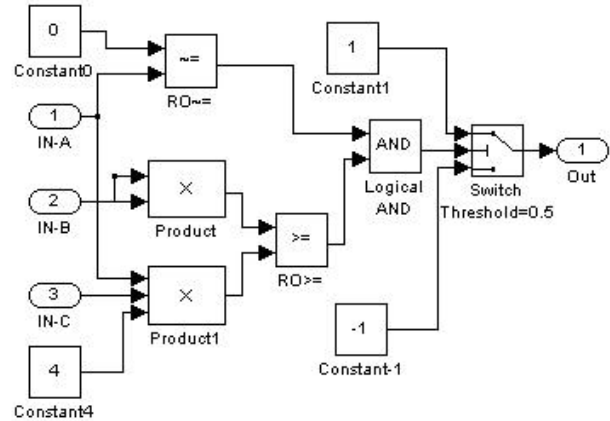 0
Constant0
~=
RO~=
1
Constant1
1
IN-A
AND
Logical
AND
Switch
Threshold=0.5
1
Out
2
IN-B
×
Product
>=
RO>=
3
IN-C
×
Product1
-1
Constant-1
4
Constant4